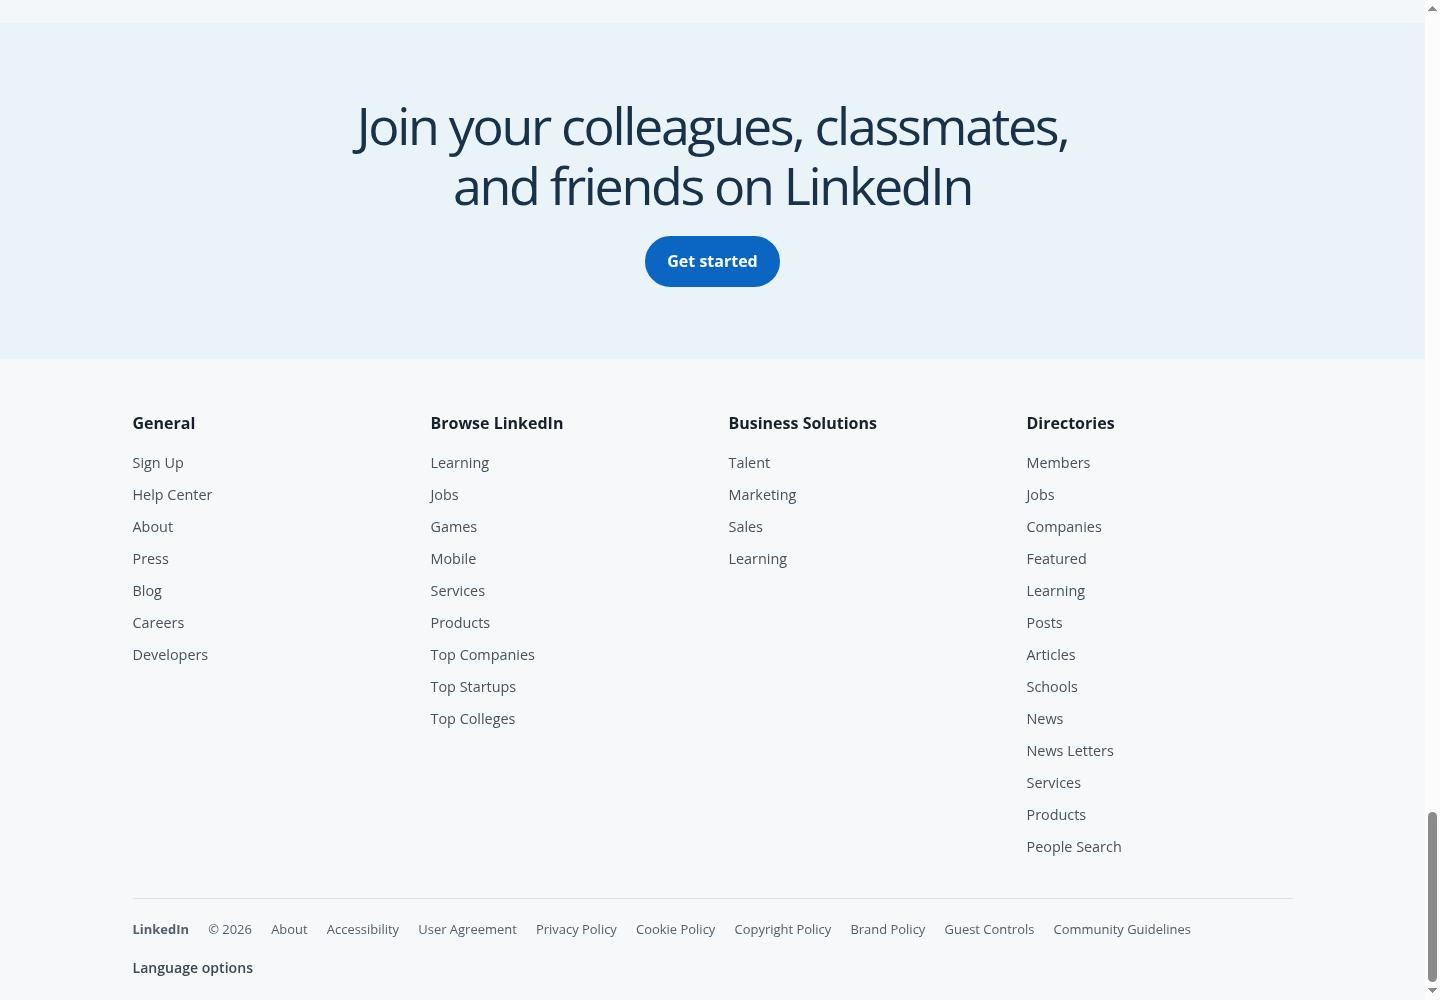 Join your colleagues, classmates,
and friends on LinkedIn
Get started
General
Sign Up
Help Center
About
Press
Blog
Careers
Developers
Browse LinkedIn
Learning
Jobs
Games
Mobile
Services
Products
Top Companies
Top Startups
Top Colleges
Business Solutions
Talent
Marketing
Sales
Learning
Directories
Members
Jobs
Companies
Featured
Learning
Posts
Articles
Schools
News
News Letters
Services
Products
People Search
LinkedIn © 2026 About Accessibility User Agreement Privacy Policy Cookie Policy Copyright Policy Brand Policy Guest Controls Community Guidelines
Language options